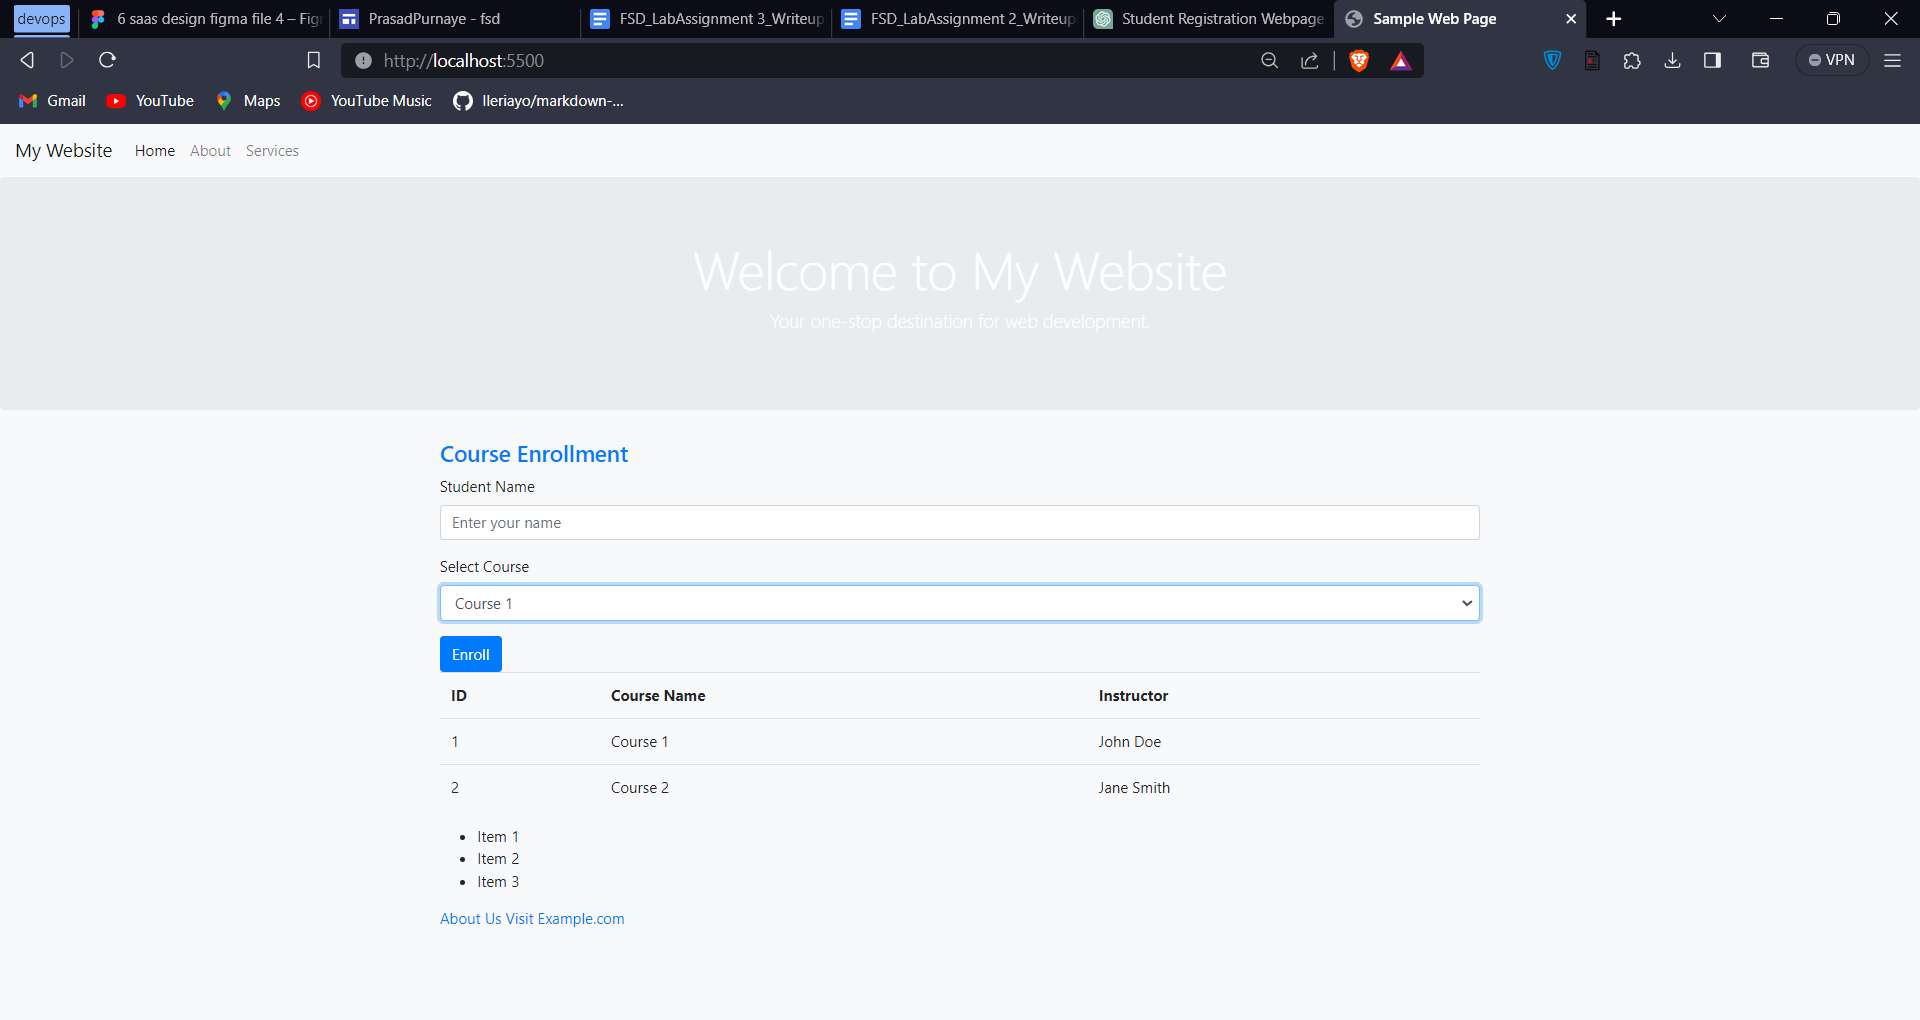 devops 6 saas design figma file 4 – Fig PrasadPurnaye - fsd FSD_LabAssignment 3_Writeup FSD_LabAssignment 2_Writeup Student Registration Webpage Sample Web Page
http://localhost:5500 VPN
Gmail YouTube Maps YouTube Music Ileriayo/markdown-...
My Website Home About Services
Welcome to My Website
Your one-stop destination for web development.
Course Enrollment
Student Name
Enter your name
Select Course
Course 1
Enroll
ID Course Name Instructor
1 Course 1 John Doe
2 Course 2 Jane Smith
• Item 1
• Item 2
• Item 3
About Us Visit Example.com